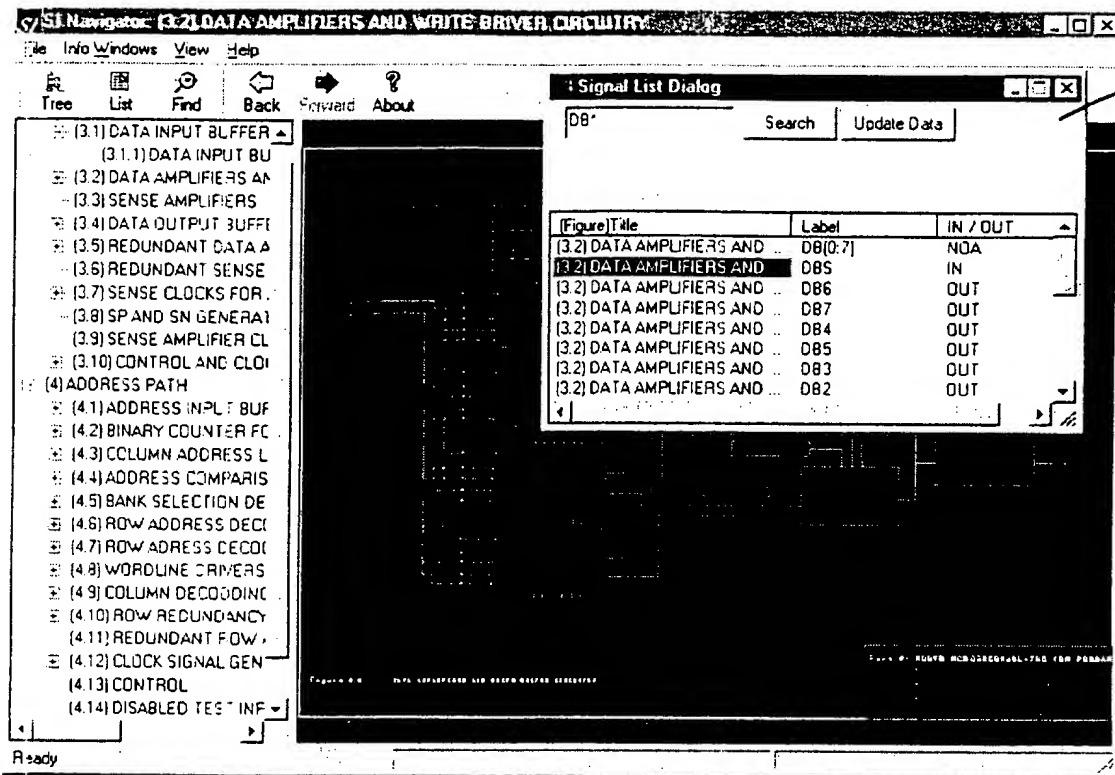 SI Navigator: (3.2) DATA AMPLIFIERS AND WRITE BRIVER CIRCUITRY
File Info Windows View Help
Tree List Find Back Forward About
(3.1) DATA INPUT BUFFER
(3.1.1) DATA INPUT BU
(3.2) DATA AMPLIFIERS AN
(3.3) SENSE AMPLIFIERS
(3.4) DATA OUTPUT BUFFE
(3.5) REDUNDANT DATA A
(3.6) REDUNDANT SENSE
(3.7) SENSE CLOCKS FOR
(3.8) SP AND SN GENERAT
(3.9) SENSE AMPLIFIER CL
(3.10) CONTROL AND CLO
(4) ADDRESS PATH
(4.1) ADDRESS INPUT BUF
(4.2) BINARY COUNTER FO
(4.3) COLUMN ADDRESS L
(4.4) ADDRESS COMPARIS
(4.5) BANK SELECTION DE
(4.6) ROW ADDRESS DECO
(4.7) ROW ADRESS DECO
(4.8) WORDLINE DRIVERS
(4.9) COLUMN DECODING
(4.10) ROW REDUNDANCY
(4.11) REDUNDANT ROW
(4.12) CLOCK SIGNAL GEN
(4.13) CONTROL
(4.14) DISABLED TEST INF
Signal List Dialog
DB* Search Update Data
(Figure)Title Label IN / OUT
(3.2) DATA AMPLIFIERS AND ... DB[0:7] NOA
(3.2) DATA AMPLIFIERS AND DBS IN
(3.2) DATA AMPLIFIERS AND ... DB6 OUT
(3.2) DATA AMPLIFIERS AND ... DB7 OUT
(3.2) DATA AMPLIFIERS AND ... DB4 OUT
(3.2) DATA AMPLIFIERS AND ... DB5 OUT
(3.2) DATA AMPLIFIERS AND ... DB3 OUT
(3.2) DATA AMPLIFIERS AND ... DB2 OUT
Ready